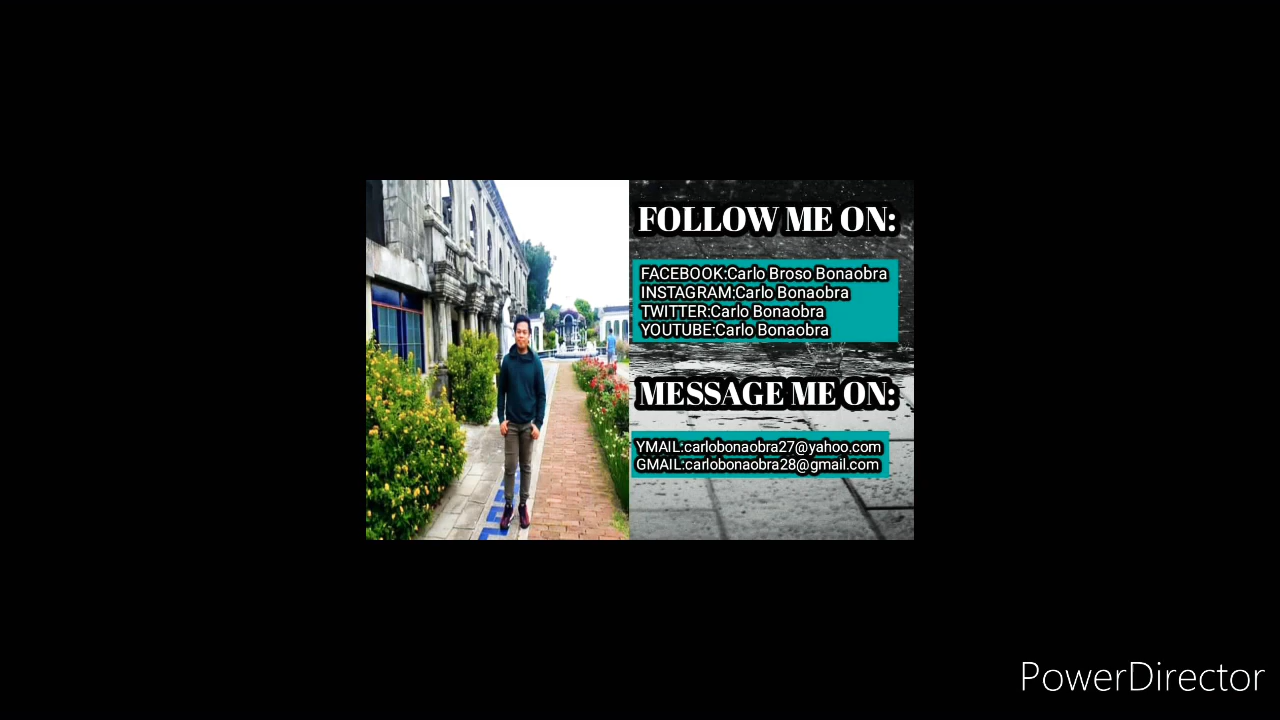 FOLLOW ME ON:
FACEBOOK:Carlo Broso Bonaobra
INSTAGRAM:Carlo Bonaobra
TWITTER:Carlo Bonaobra
YOUTUBE:Carlo Bonaobra
MESSAGE ME ON:
YMAIL:carlobonaobra27@yahoo.com
GMAIL:carlobonaobra28@gmail.com
PowerDirector